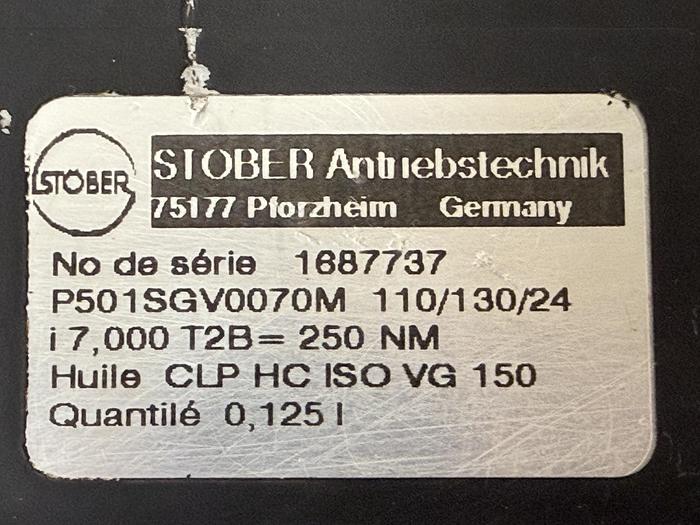 STÖBER
STOBER Antriebstechnik
75177 Pforzheim Germany
No de série 1687737
P501SGV0070M 110/130/24
i 7,000 T2B= 250 NM
Huile CLP HC ISO VG 150
Quantilé 0,125 l